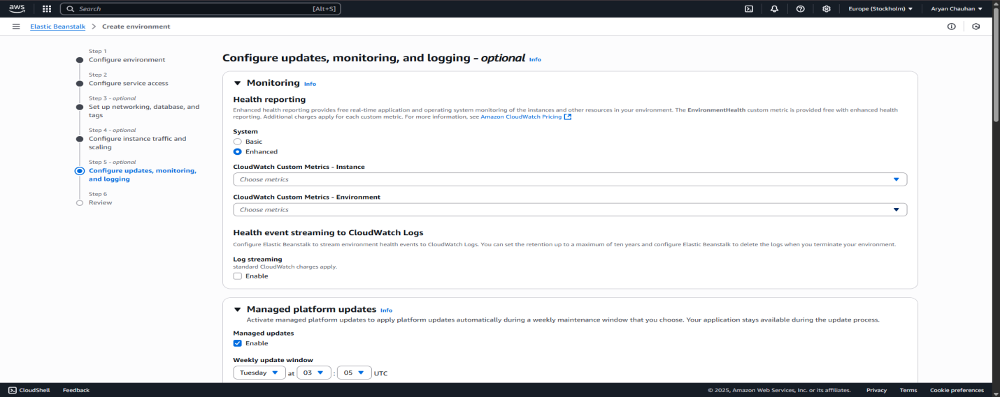 aws
Search
[Alt+S]
Europe (Stockholm)
Aryan Chauhan
Elastic Beanstalk > Create environment
Step 1
Configure environment
Step 2
Configure service access
Step 3 - optional
Set up networking, database, and
tags
Step 4 - optional
Configure instance traffic and
scaling
Step 5 - optional
Configure updates, monitoring,
and logging
Step 6
Review
Configure updates, monitoring, and logging - optional Info
Monitoring Info
Health reporting
Enhanced health reporting provides free real-time application and operating system monitoring of the instances and other resources in your environment. The EnvironmentHealth custom metric is provided free with enhanced health
reporting. Additional charges apply for each custom metric. For more information, see Amazon CloudWatch Pricing
System
Basic
Enhanced
CloudWatch Custom Metrics - Instance
Choose metrics
CloudWatch Custom Metrics - Environment
Choose metrics
Health event streaming to CloudWatch Logs
Configure Elastic Beanstalk to stream environment health events to CloudWatch Logs. You can set the retention up to a maximum of ten years and configure Elastic Beanstalk to delete the logs when you terminate your environment.
Log streaming
standard CloudWatch charges apply.
Enable
Managed platform updates Info
Activate managed platform updates to apply platform updates automatically during a weekly maintenance window that you choose. Your application stays available during the update process.
Managed updates
Enable
Weekly update window
Tuesday at 03 : 05 UTC
CloudShell Feedback © 2025, Amazon Web Services, Inc. or its affiliates. Privacy Terms Cookie preferences